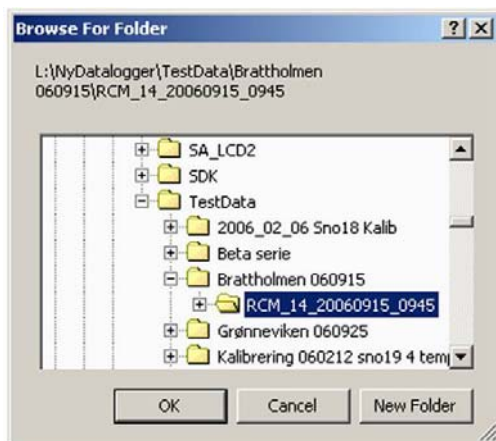 Browse For Folder
L:\NyDatalogger\TestData\Brattholmen
060915\RCM_14_20060915_0945
SA_LCD2
SDK
TestData
2006_02_06 Sno18 Kalib
Beta serie
Brattholmen 060915
RCM_14_20060915_0945
Grønneviken 060925
Kalibrering 060212 sno19 4 temp
OK Cancel New Folder